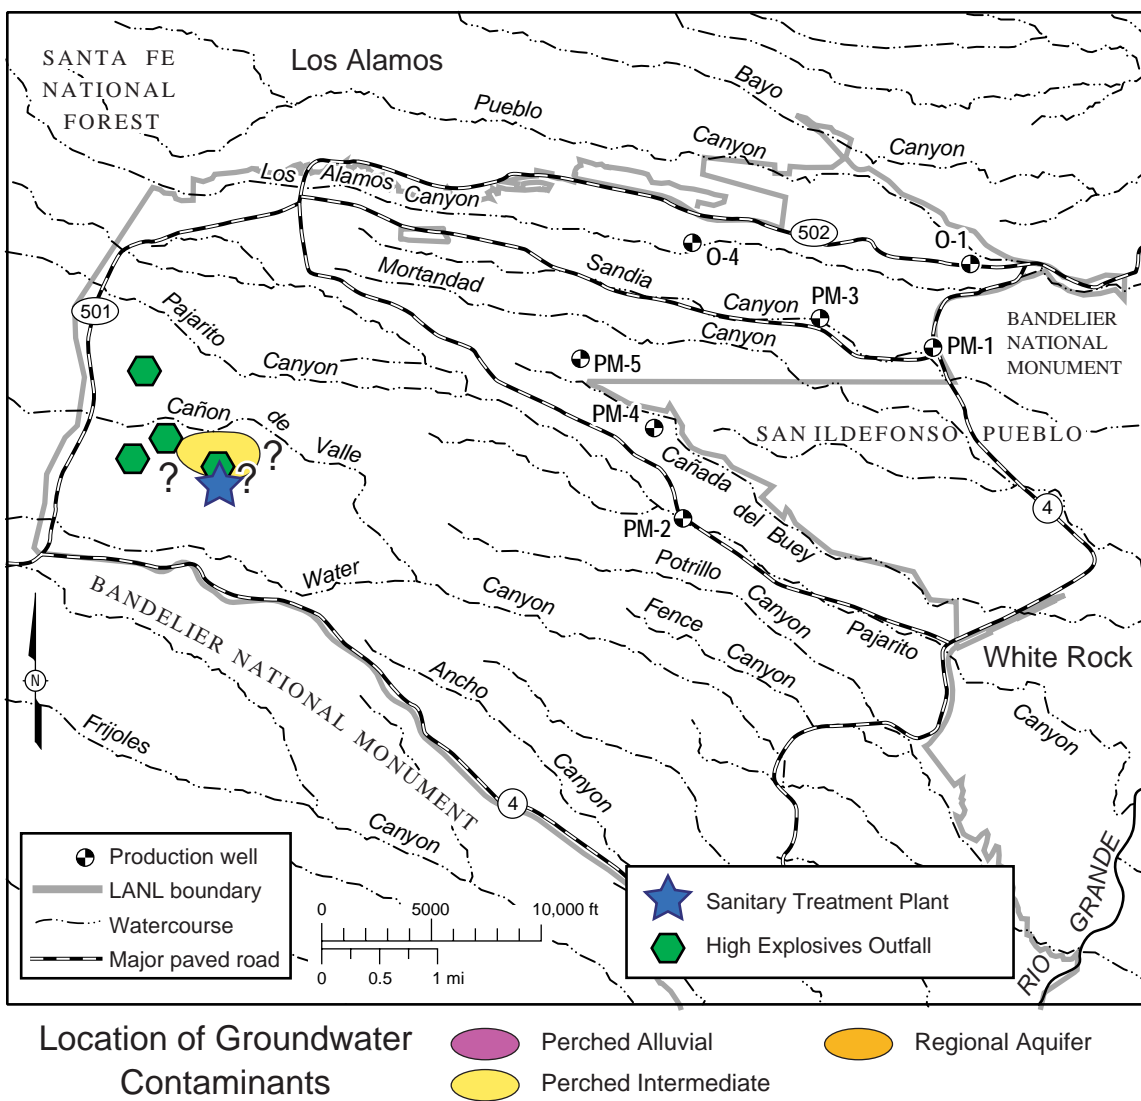 SANTA FE
NATIONAL
FOREST
Los Alamos
Bayo
Canyon
Pueblo
Canyon
Los Alamos
Canyon
502
O-1
O-4
Sandia
Canyon
Mortandad
Canyon
PM-3
PM-1
501
Pajarito
Canyon
PM-5
BANDELIER
NATIONAL
MONUMENT
PM-4
SAN ILDEFONSO PUEBLO
Cañon de Valle
?
?
?
Cañada del Buey
4
PM-2
Water
Canyon
Potrillo
Canyon
Fence
Canyon
Pajarito
White Rock
Canyon
BANDELIER NATIONAL MONUMENT
Ancho
Canyon
N
Frijoles
Canyon
4
RIO GRANDE
Production well
LANL boundary
Watercourse
Major paved road
0 5000 10,000 ft
0 0.5 1 mi
Sanitary Treatment Plant
High Explosives Outfall
Location of Groundwater
Contaminants
Perched Alluvial
Perched Intermediate
Regional Aquifer